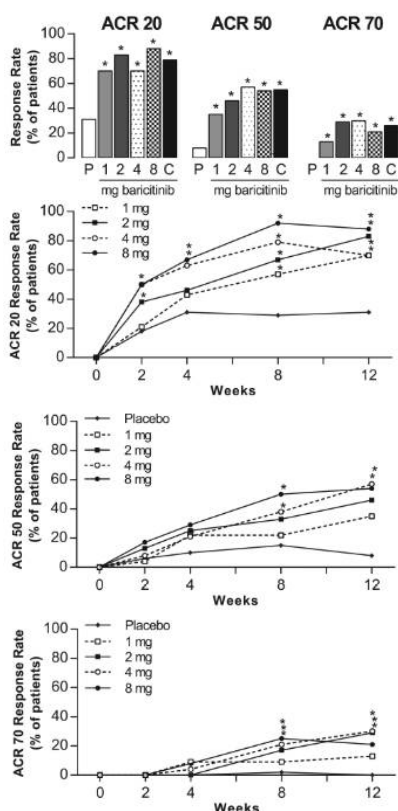 ACR 20 ACR 50 ACR 70
Response Rate
(% of patients)
100
80
60
40
20
0
* * * * *
* * * * *
* * * * *
P 1 2 4 8 C P 1 2 4 8 C P 1 2 4 8 C
mg baricitinib mg baricitinib mg baricitinib
ACR 20 Response Rate
(% of patients)
100
80
60
40
20
0
1 mg
2 mg
4 mg
8 mg
0 2 4 8 12
Weeks
ACR 50 Response Rate
(% of patients)
100
80
60
40
20
0
Placebo
1 mg
2 mg
4 mg
8 mg
0 2 4 8 12
Weeks
ACR 70 Response Rate
(% of patients)
100
80
60
40
20
0
Placebo
1 mg
2 mg
4 mg
8 mg
0 2 4 8 12
Weeks